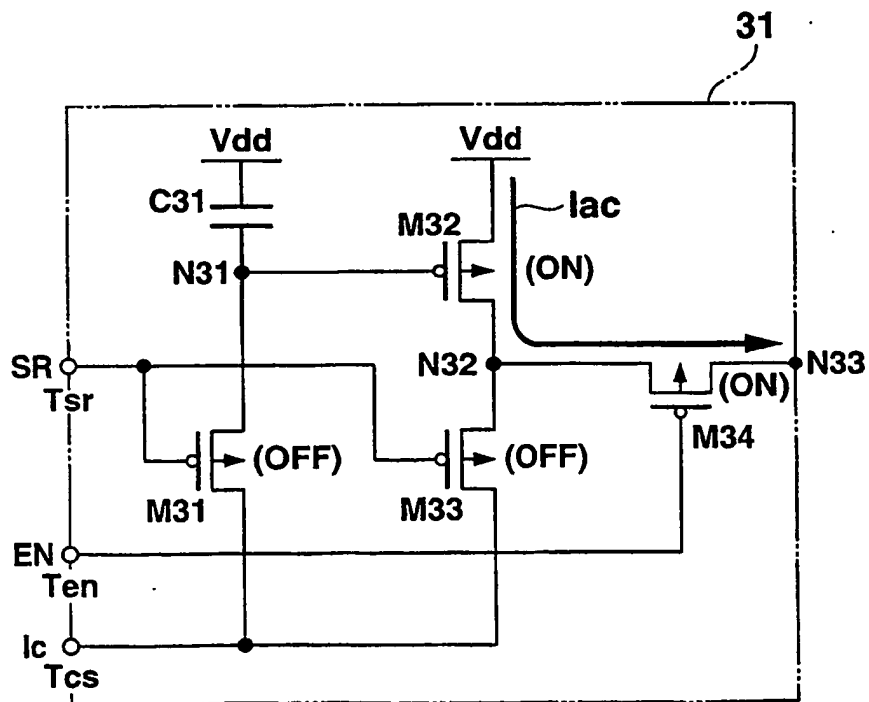 31
Vdd
Vdd
C31
M32
Iac
N31
(ON)
SR
N32
N33
Tsr
(ON)
M34
(OFF)
(OFF)
M31
M33
EN
Ten
Ic
Tcs